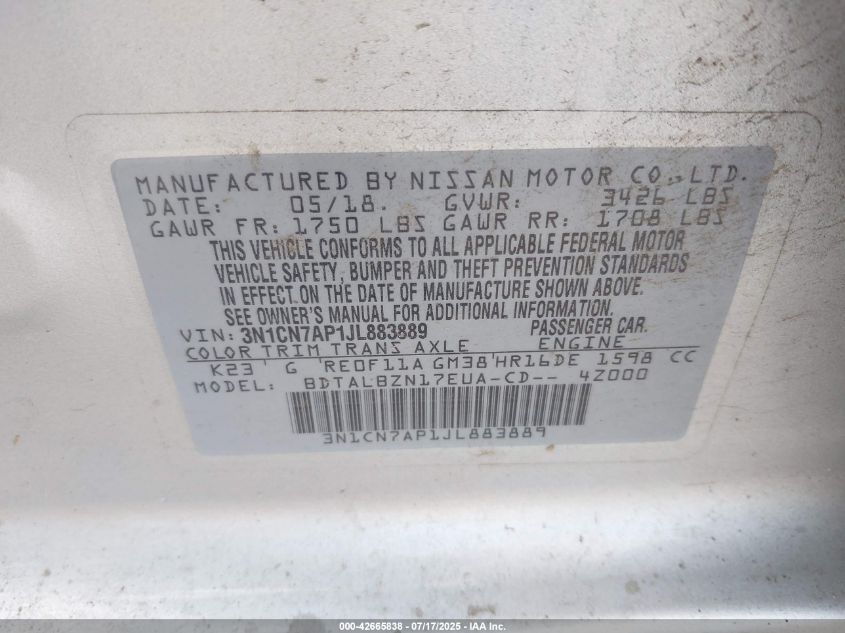 MANUFACTURED BY NISSAN MOTOR CO., LTD.
DATE: 05/18. GVWR: 3426 LBS
GAWR FR: 1750 LBS GAWR RR: 1708 LBS
THIS VEHICLE CONFORMS TO ALL APPLICABLE FEDERAL MOTOR
VEHICLE SAFETY, BUMPER AND THEFT PREVENTION STANDARDS
IN EFFECT ON THE DATE OF MANUFACTURE SHOWN ABOVE.
SEE OWNER'S MANUAL FOR ADDITIONAL INFORMATION.
VIN: 3N1CN7AP1JL883889 PASSENGER CAR.
COLOR TRIM TRANS AXLE ENGINE
K23' G 'RE0F11A GM38'HR16DE 1598 CC
MODEL: BDTALBZN17EUA-CD-- 4Z000
3N1CN7AP1JL883889
000-42665838 - 07/17/2025 - IAA Inc.